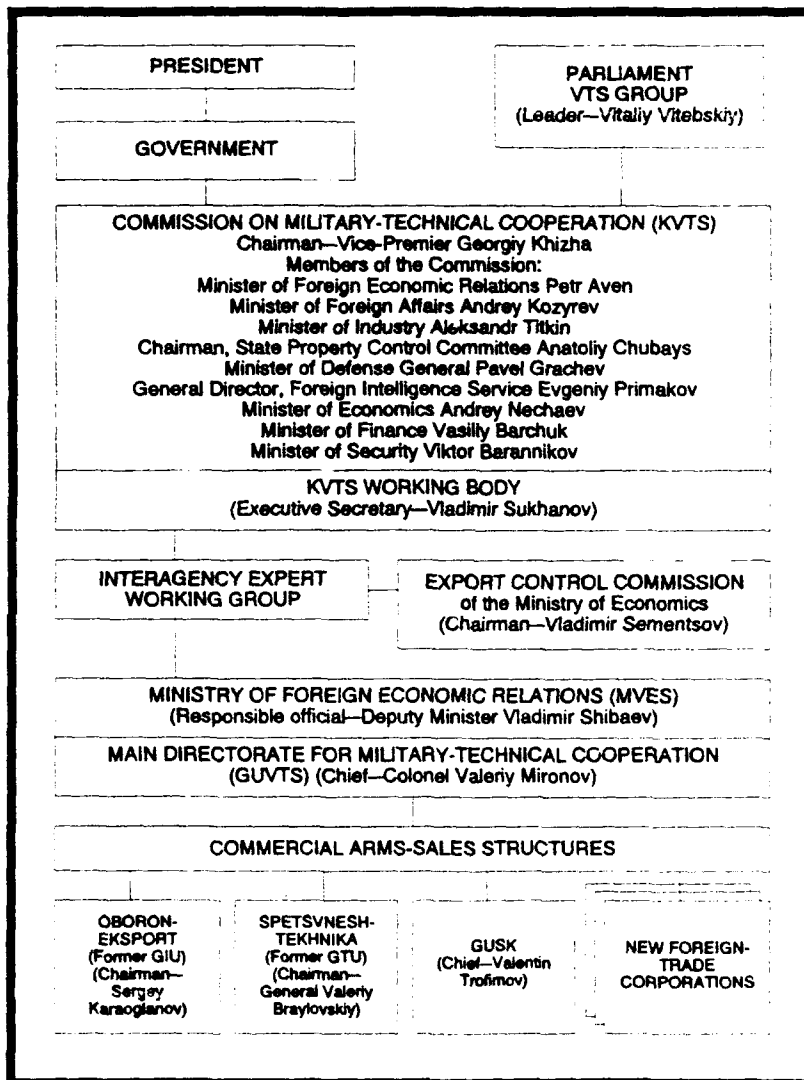 PRESIDENT
GOVERNMENT
PARLIAMENT
VTS GROUP
(Leader—Vitaliy Vitebskiy)
COMMISSION ON MILITARY-TECHNICAL COOPERATION (KVTS)
Chairman—Vice-Premier Georgiy Khizha
Members of the Commission:
Minister of Foreign Economic Relations Petr Aven
Minister of Foreign Affairs Andrey Kozyrev
Minister of Industry Aleksandr Titkin
Chairman, State Property Control Committee Anatoliy Chubays
Minister of Defense General Pavel Grachev
General Director, Foreign Intelligence Service Evgeniy Primakov
Minister of Economics Andrey Nechaev
Minister of Finance Vasiliy Barchuk
Minister of Security Viktor Barannikov
KVTS WORKING BODY
(Executive Secretary—Vladimir Sukhanov)
INTERAGENCY EXPERT
WORKING GROUP
EXPORT CONTROL COMMISSION
of the Ministry of Economics
(Chairman—Vladimir Sementsov)
MINISTRY OF FOREIGN ECONOMIC RELATIONS (MVES)
(Responsible official—Deputy Minister Vladimir Shibaev)
MAIN DIRECTORATE FOR MILITARY-TECHNICAL COOPERATION
(GUVTS) (Chief—Colonel Valeriy Mironov)
COMMERCIAL ARMS-SALES STRUCTURES
OBORON-
EKSPORT
(Former GIU)
(Chairman—
Sergey
Karaoglanov)
SPETSVNESH-
TEKHNIKA
(Former GTU)
(Chairman—
General Valeriy
Braylovskiy)
GUSK
(Chief—Valentin
Trofimov)
NEW FOREIGN-
TRADE
CORPORATIONS